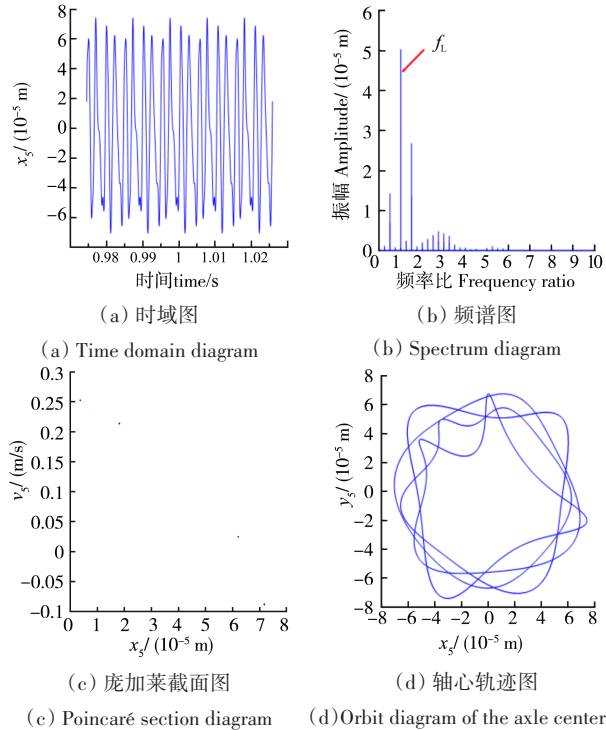 8
6
4
2
0
−2
−4
−6
x5/ (10−5 m)
0.98 0.99 1 1.01 1.02
时间time/s
(a) 时域图
(a) Time domain diagram
6
5
4
3
2
1
0
振幅 Amplitude/ (10−5 m)
fL
0 1 2 3 4 5 6 7 8 9 10
频率比 Frequency ratio
(b) 频谱图
(b) Spectrum diagram
0.3
0.25
0.2
0.15
0.1
0.05
0
−0.05
−0.1
v5/ (m/s)
0 1 2 3 4 5 6 7 8
x5/ (10−5 m)
(c) 庞加莱截面图
(c) Poincaré section diagram
8
6
4
2
0
−2
−4
−6
−8
y5/ (10−5 m)
−8 −6 −4 −2 0 2 4 6 8
x5/ (10−5 m)
(d) 轴心轨迹图
(d)Orbit diagram of the axle center